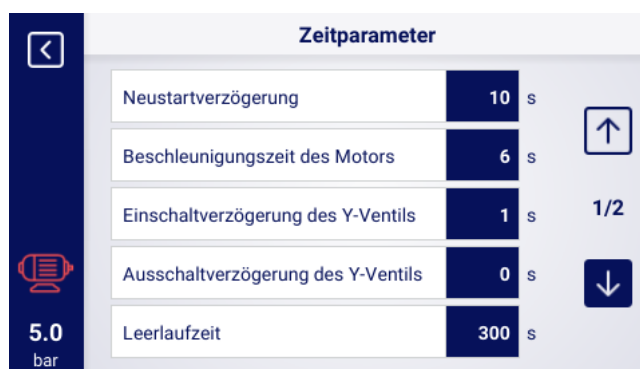 Zeitparameter
Neustartverzögerung 10 s
Beschleunigungszeit des Motors 6 s
Einschaltverzögerung des Y-Ventils 1 s
1/2
Ausschaltverzögerung des Y-Ventils 0 s
Leerlaufzeit 300 s
5.0
bar